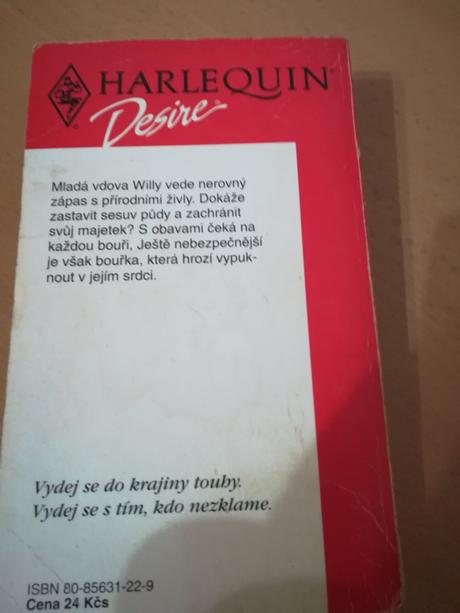 HARLEQUIN®
Desire™
Mladá vdova Willy vede nerovný
zápas s přírodními živly. Dokáže
zastavit sesuv půdy a zachránit
svůj majetek? S obavami čeká na
každou bouři, Ještě nebezpečnější
je však bouřka, která hrozí vypuk-
nout v jejím srdci.
Vydej se do krajiny touhy.
Vydej se s tím, kdo nezklame.
ISBN 80-85631-22-9
Cena 24 Kčs